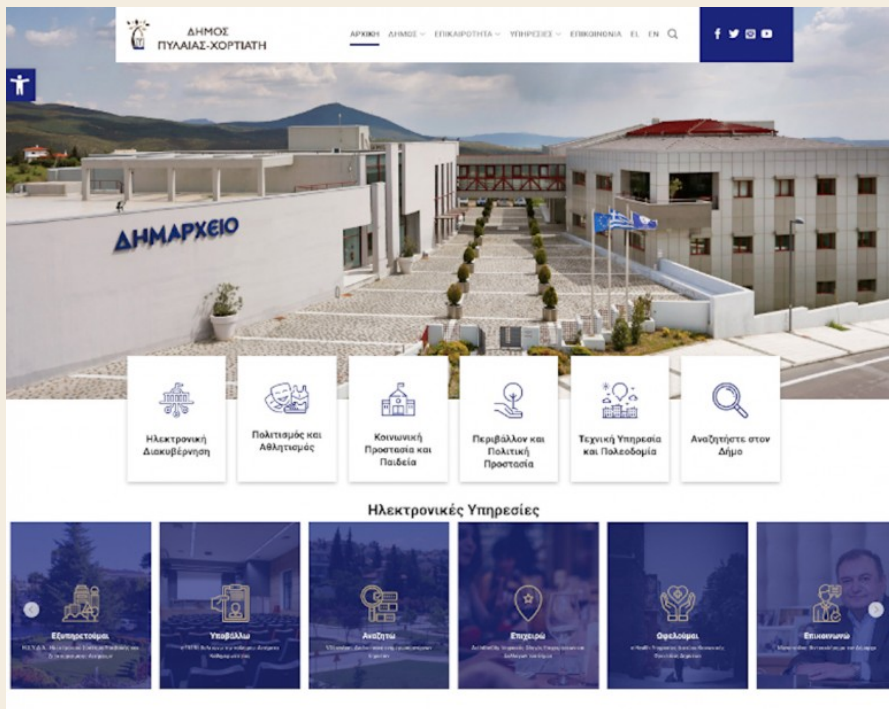 ΔΗΜΟΣ
ΠΥΛΑΙΑΣ-ΧΟΡΤΙΑΤΗ
ΑΡΧΙΚΗ ΔΗΜΟΣ ΕΠΙΚΑΙΡΟΤΗΤΑ ΥΠΗΡΕΣΙΕΣ ΕΠΙΚΟΙΝΩΝΙΑ EL EN
ΔΗΜΑΡΧΕΙΟ
Ηλεκτρονική
Διακυβέρνηση
Πολιτισμός και
Αθλητισμός
Κοινωνική
Προστασία και
Παιδεία
Περιβάλλον και
Πολιτική
Προστασία
Τεχνική Υπηρεσία
και Πολεοδομία
Αναζητήστε στον
Δήμο
Ηλεκτρονικές Υπηρεσίες
Εξυπηρετούμαι
Υποβάλλω
Αναζητώ
Επιχειρώ
Ωφελούμαι
Επικοινωνώ